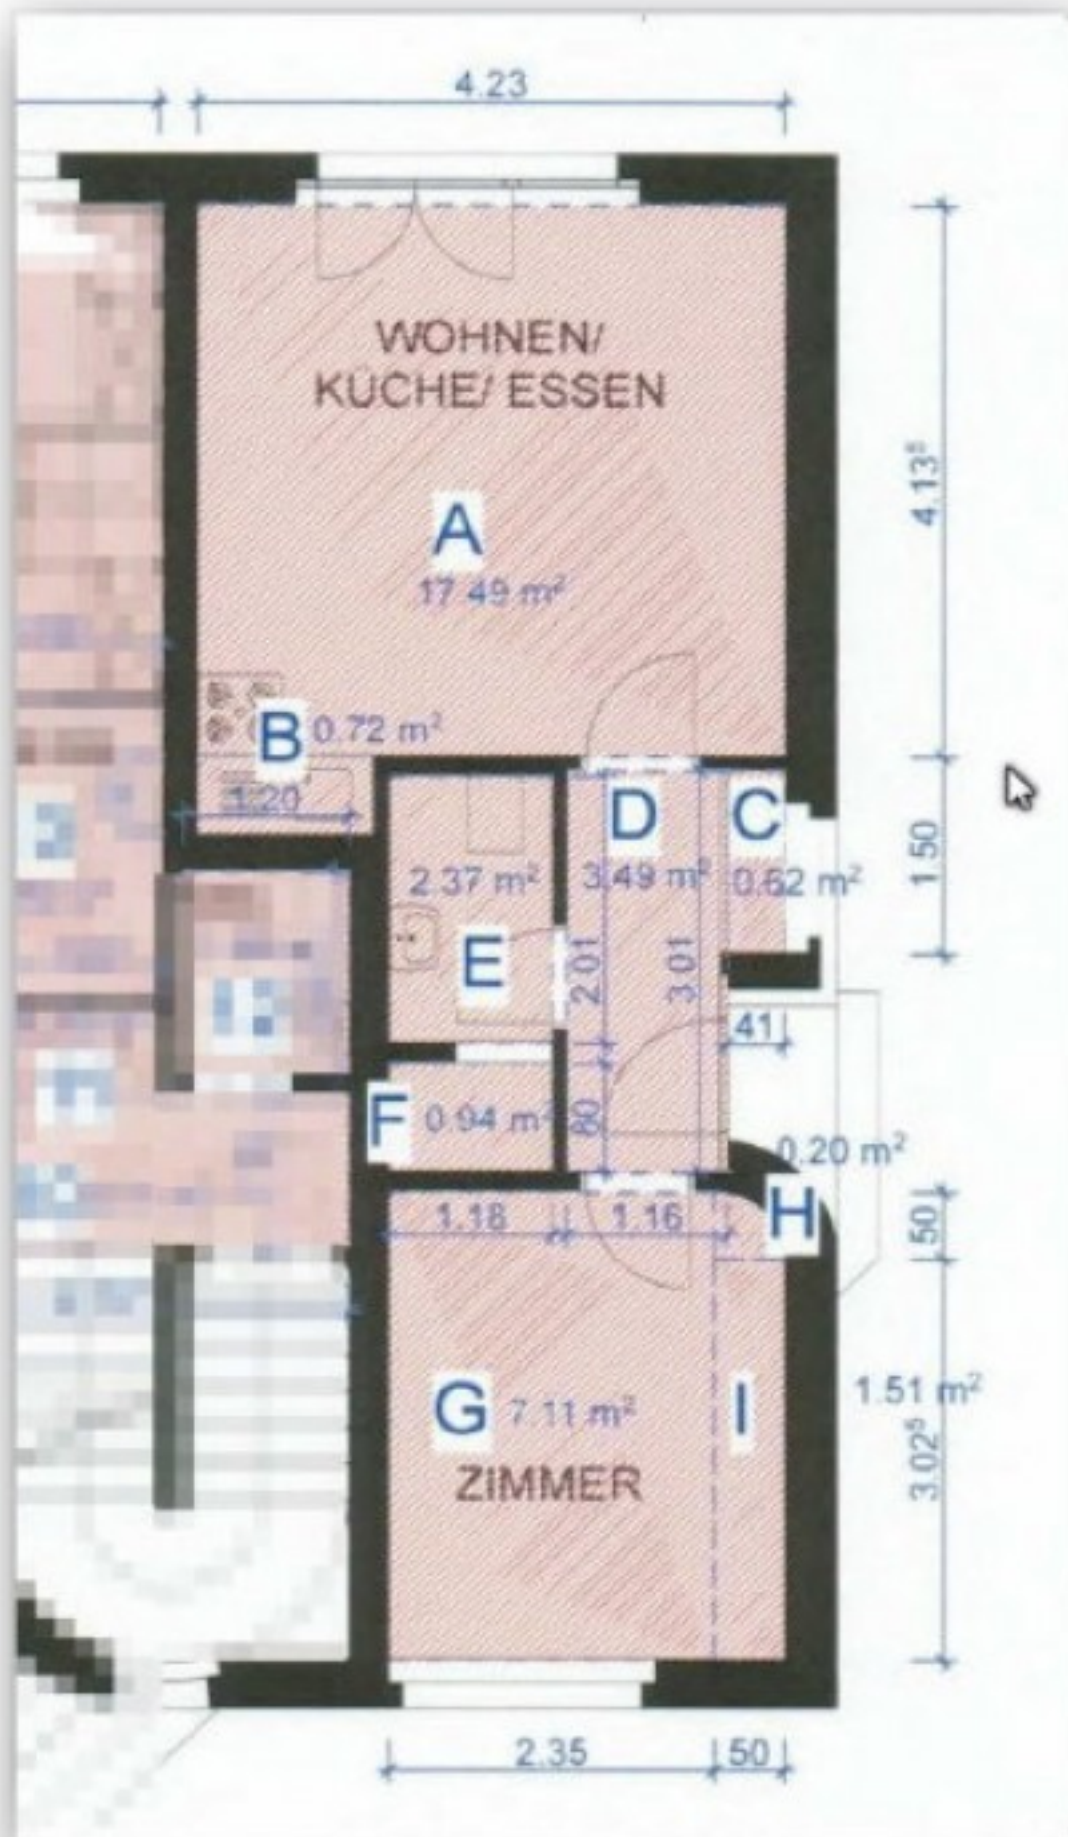 4.23
WOHNEN/
KÜCHE/ ESSEN
A
17.49 m²
4.13⁵
B 0.72 m²
1.20
D C
2.37 m² 3.49 m² 0.62 m²
1.50
E
2.01
3.01
41
F 0.94 m²
80
0.20 m²
1.18 1.16 H
50
G 7.11 m² I
1.51 m²
ZIMMER
3.02⁵
2.35 50